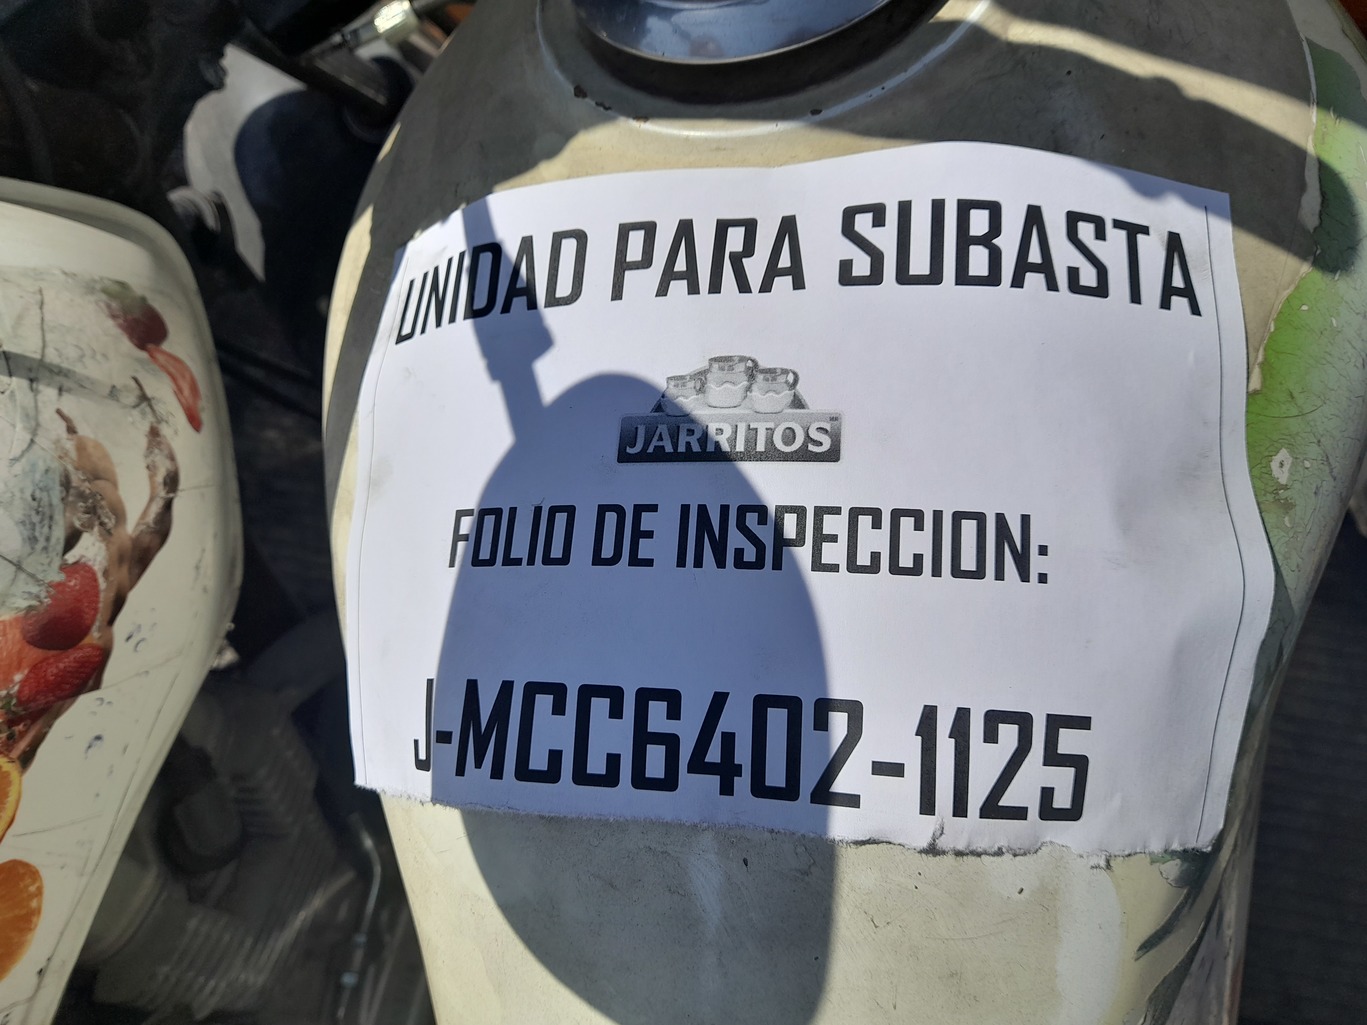 UNIDAD PARA SUBASTA
JARRITOS
FOLIO DE INSPECCION:
J-MCC6402-1125